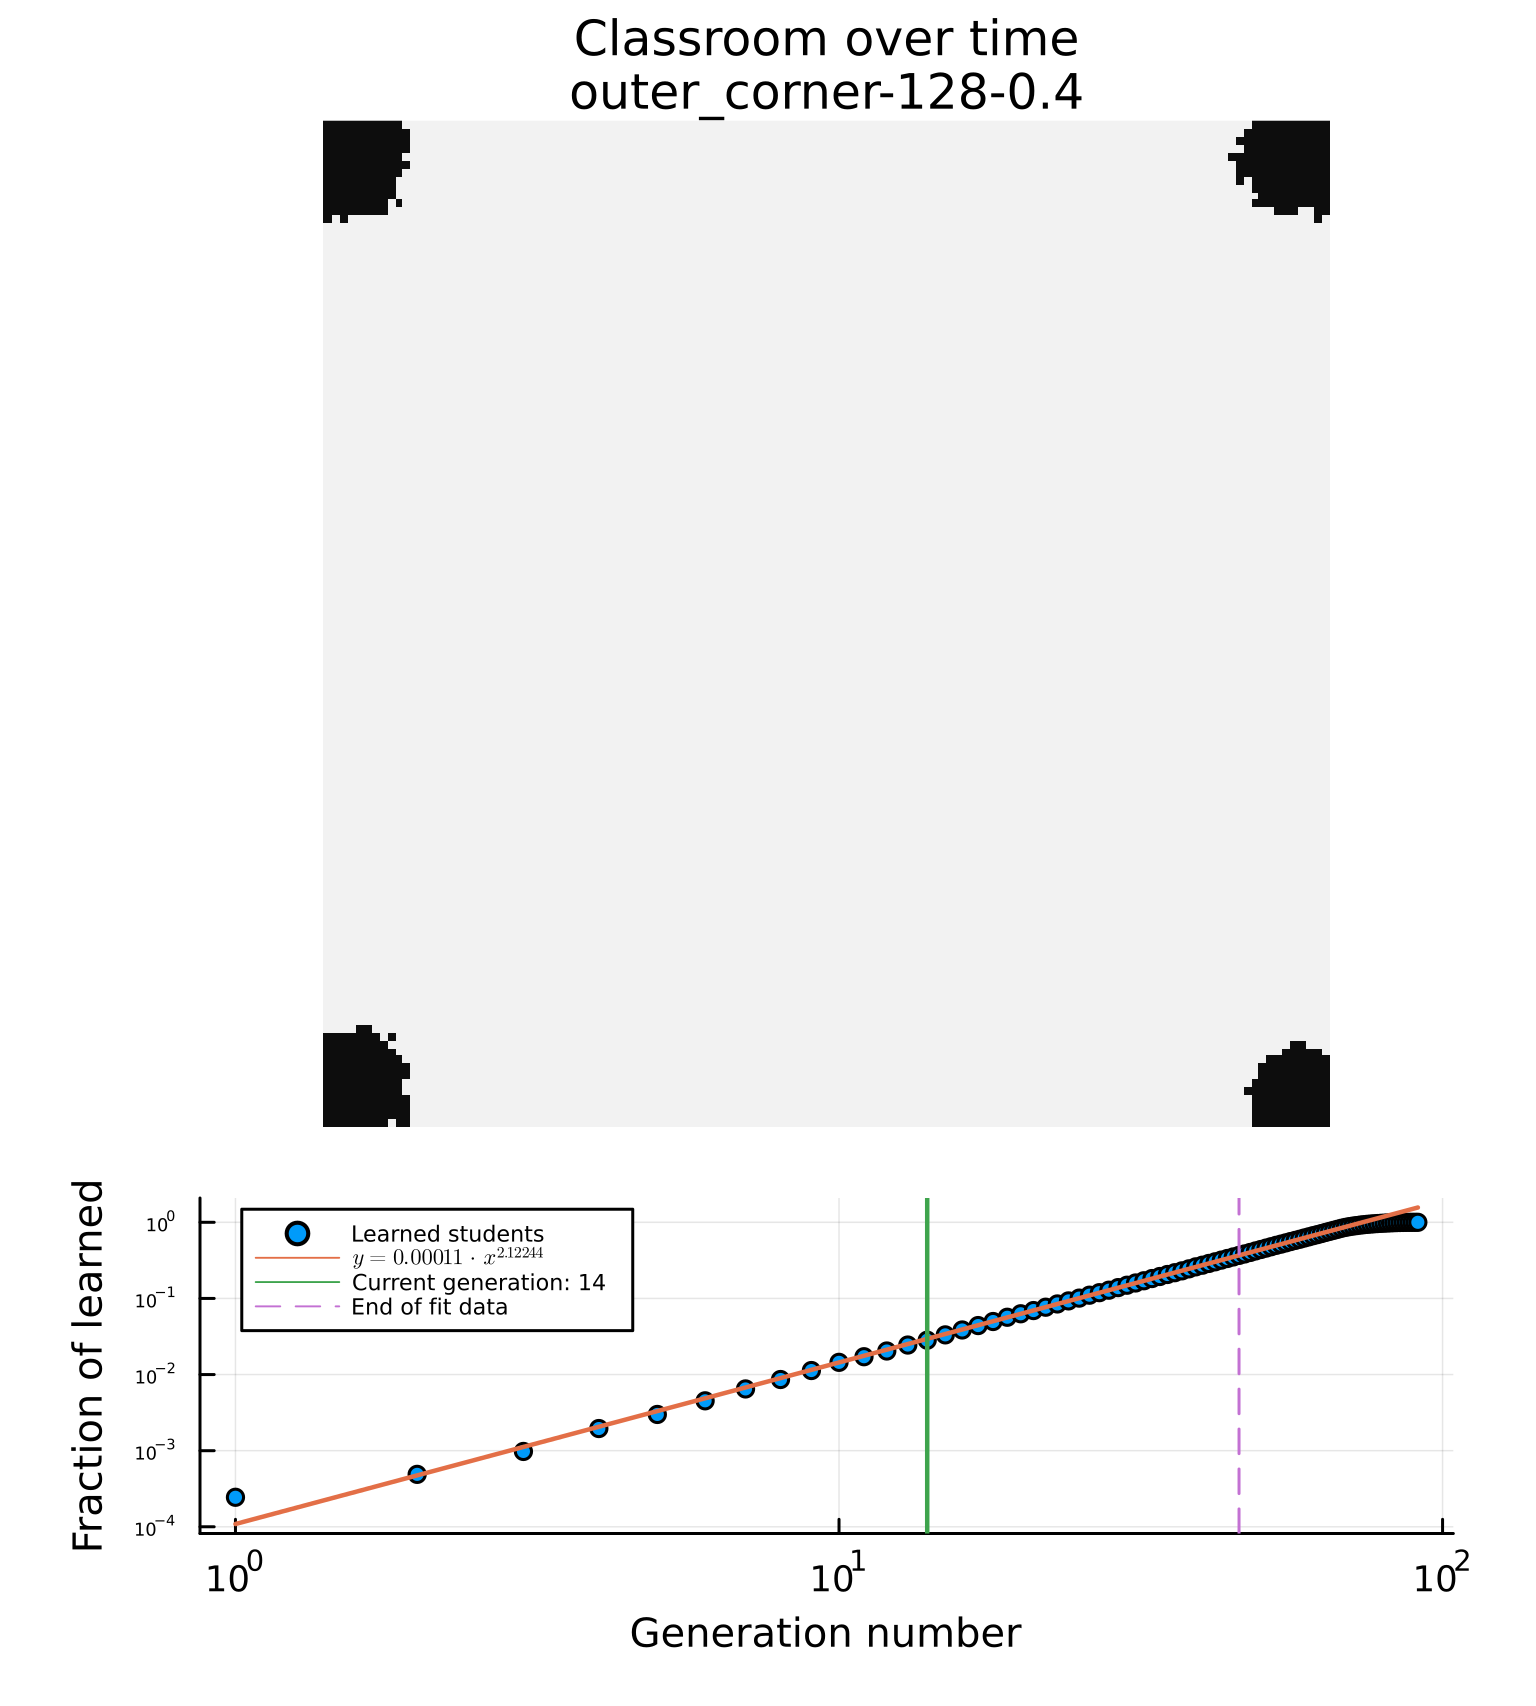 Classroom over time
outer_corner-128-0.4
Fraction of learned
10^0
10^−1
10^−2
10^−3
10^−4
Learned students
y = 0.00011 · x^2.12244
Current generation: 14
End of fit data
10^0 10^1 10^2
Generation number